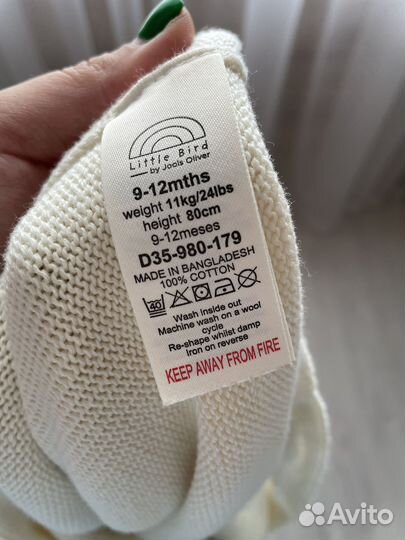 Little Bird
by Jools Oliver
9-12mths
weight 11kg/24lbs
height 80cm
9-12meses
D35-980-179
MADE IN BANGLADESH
100% COTTON
40
Wash inside out
Machine wash on a wool
cycle
Re-shape whilst damp
Iron on reverse
KEEP AWAY FROM FIRE
Avito